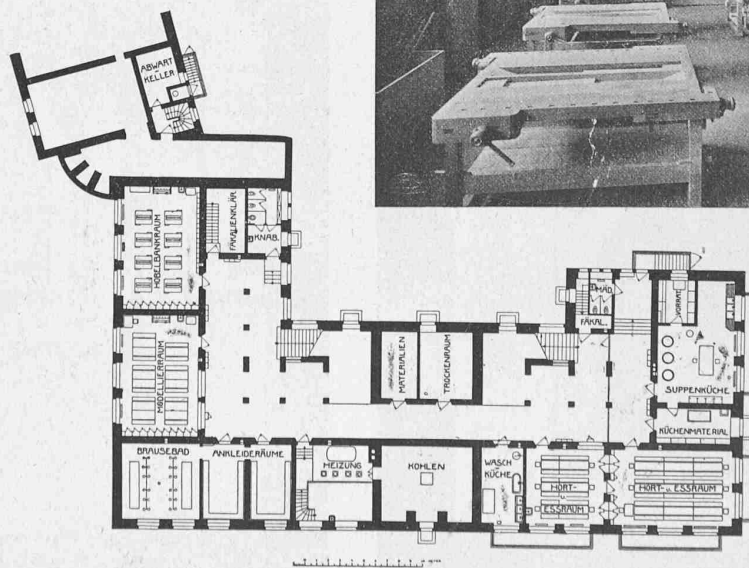 ABWART
KELLER
HOBELBANKRAUM
FÄKALIENKLÄR
KNAB.
MÄD.
FÄKAL.
VORRAT
MODELLIERRAUM
MATERIALIEN
TROCKENRAUM
SUPPENKÜCHE
KÜCHENMATERIAL
BRAUSEBAD
ANKLEIDERÄUME
HEIZUNG
KOHLEN
WASCH
KÜCHE
HORT-
u.
ESSRAUM
HORT- u. ESSRAUM